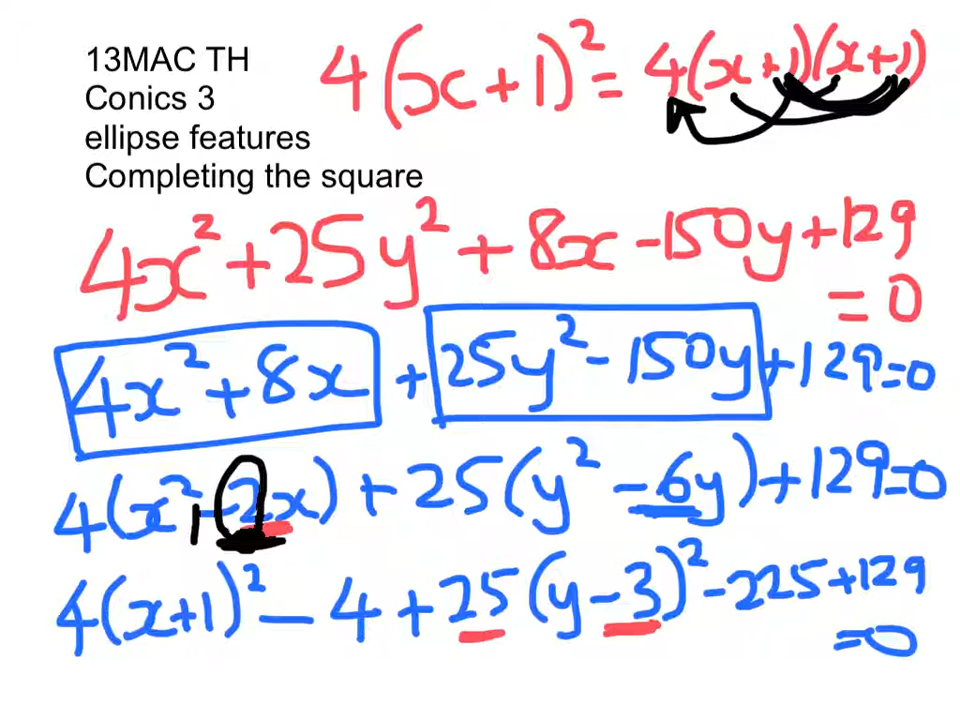 13MAC TH
Conics 3
ellipse features
Completing the square
4(x+1)² = 4(x+1)(x+1)
4x² + 25y² + 8x - 150y + 129
= 0
4x² + 8x + 25y² - 150y + 129 = 0
4(x² + 2x) + 25(y² - 6y) + 129 = 0
4(x+1)² - 4 + 25(y - 3)² - 225 + 129
= 0